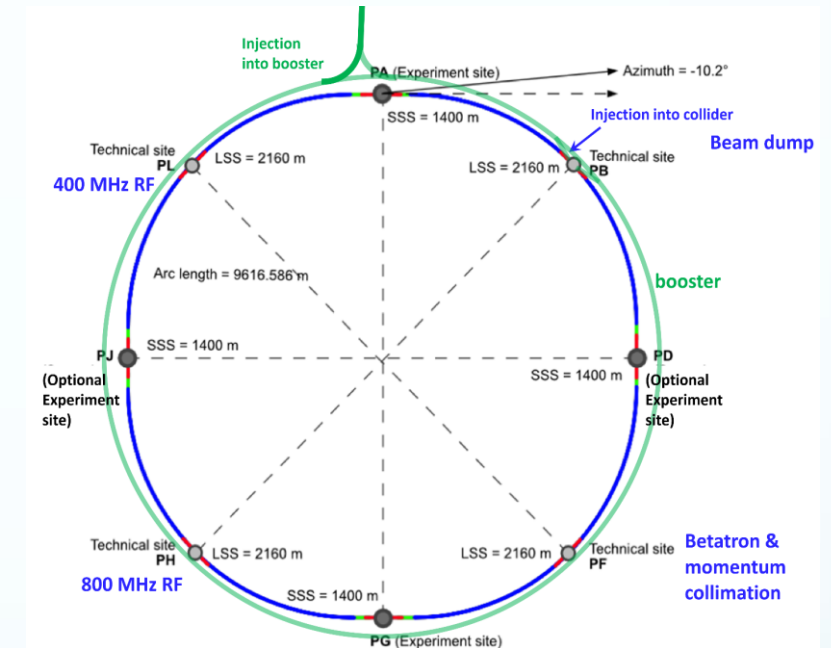 Injection
into booster
PA (Experiment site)
Azimuth = -10.2°
SSS = 1400 m
Injection into collider
Beam dump
Technical site
PL
LSS = 2160 m
400 MHz RF
LSS = 2160 m
Technical site
PB
Arc length = 9616.586 m
booster
PJ
SSS = 1400 m
(Optional
Experiment
site)
PD
SSS = 1400 m
(Optional
Experiment
site)
Technical site
PH
LSS = 2160 m
800 MHz RF
LSS = 2160 m
Technical site
PF
Betatron &
momentum
collimation
SSS = 1400 m
PG (Experiment site)